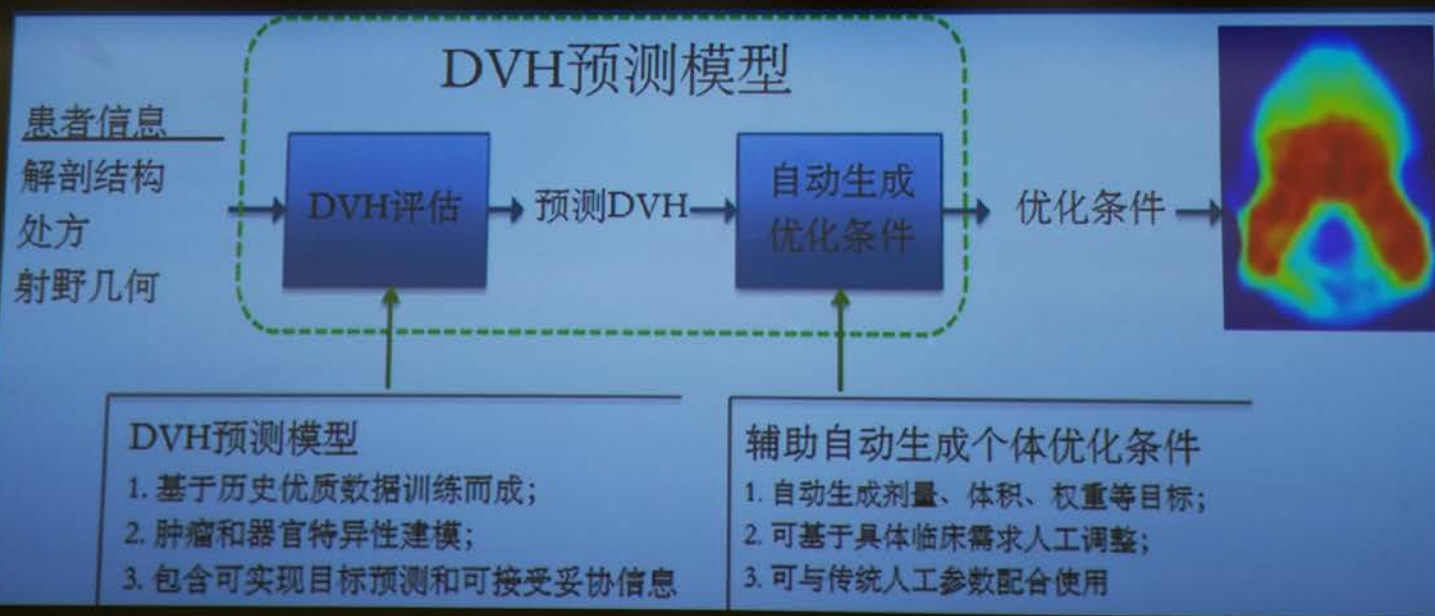 DVH预测模型
患者信息
解剖结构
处方
射野几何
DVH评估
预测DVH
自动生成
优化条件
优化条件
DVH预测模型
1. 基于历史优质数据训练而成；
2. 肿瘤和器官特异性建模；
3. 包含可实现目标预测和可接受妥协信息
辅助自动生成个体优化条件
1. 自动生成剂量、体积、权重等目标；
2. 可基于具体临床需求人工调整；
3. 可与传统人工参数配合使用